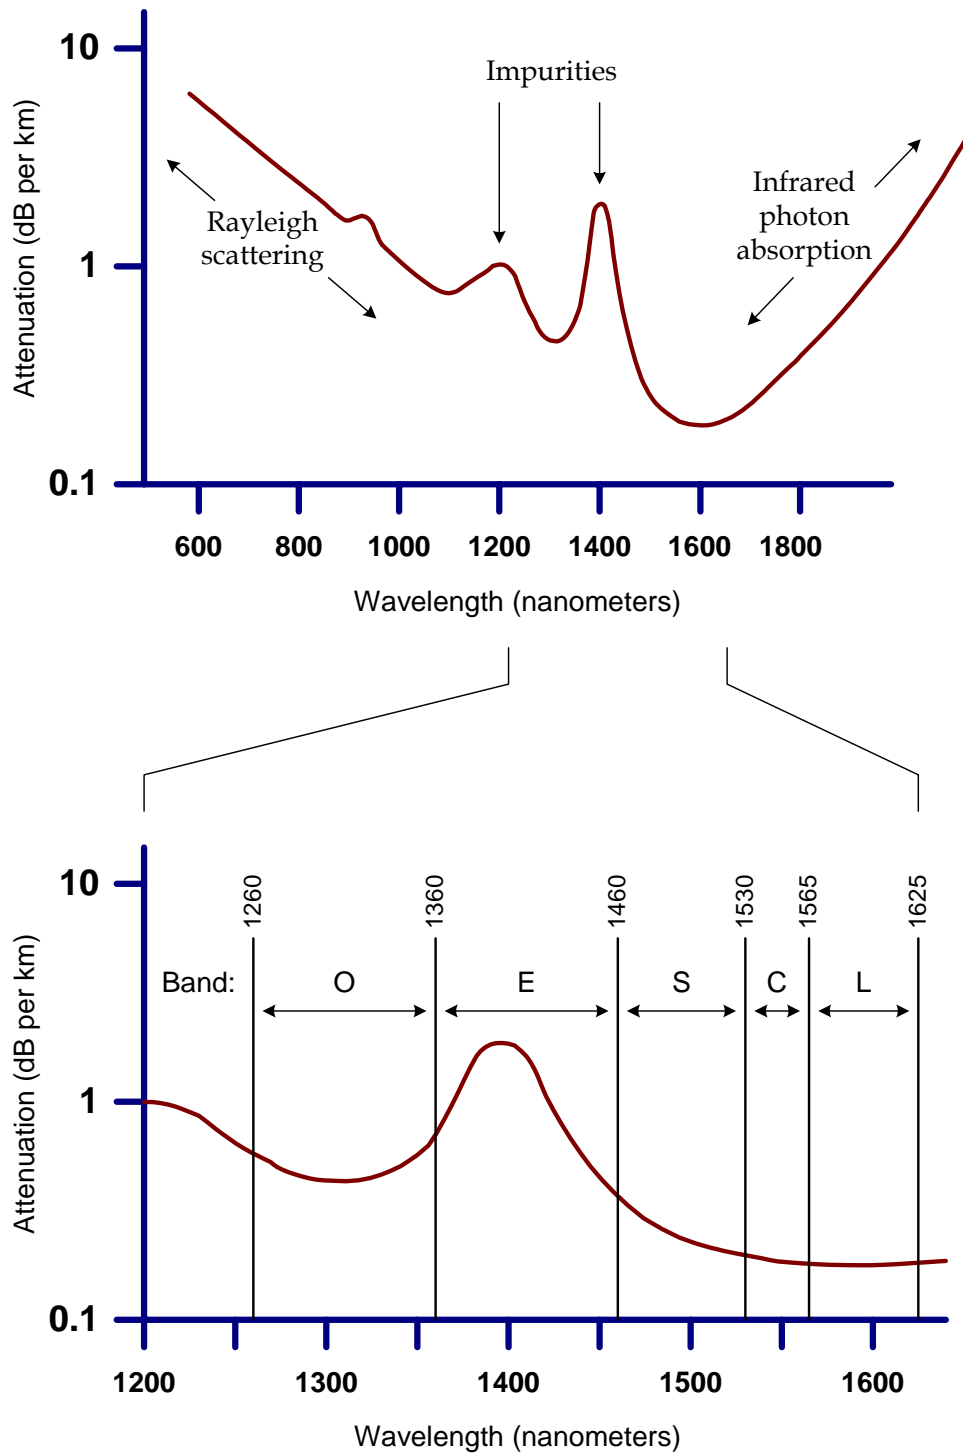 10
1
0.1
Attenuation (dB per km)
Impurities
Rayleigh
scattering
Infrared
photon
absorption
600 800 1000 1200 1400 1600 1800
Wavelength (nanometers)
10
1
0.1
Attenuation (dB per km)
1260 1360 1460 1530 1565 1625
Band: O E S C L
1200 1300 1400 1500 1600
Wavelength (nanometers)